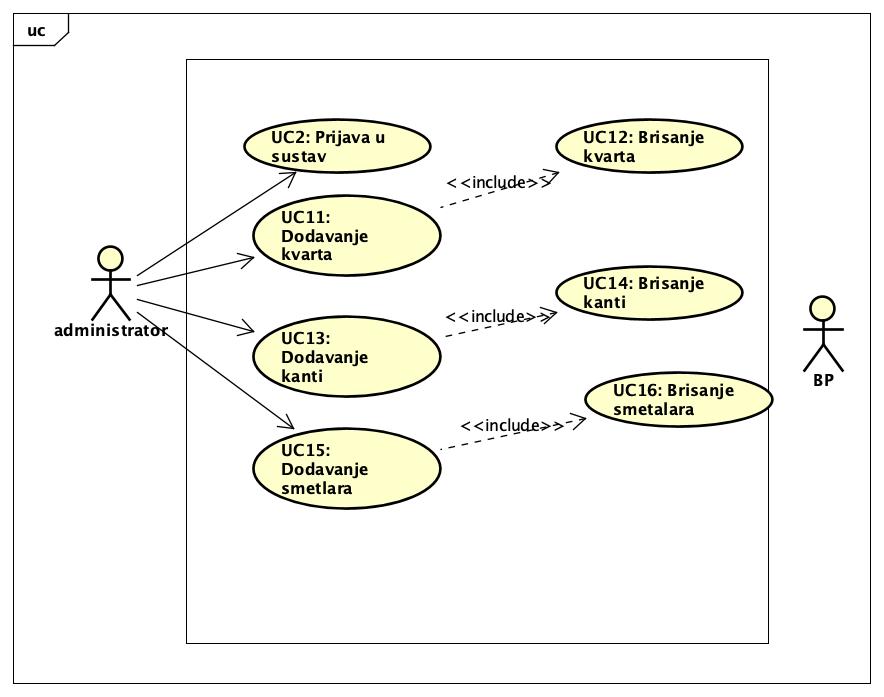 uc
UC2: Prijava u
sustav
UC12: Brisanje
kvarta
<<include>>
UC11:
Dodavanje
kvarta
UC14: Brisanje
kanti
<<include>>
administrator
UC13:
Dodavanje
kanti
BP
UC16: Brisanje
smetalara
<<include>>
UC15:
Dodavanje
smetlara